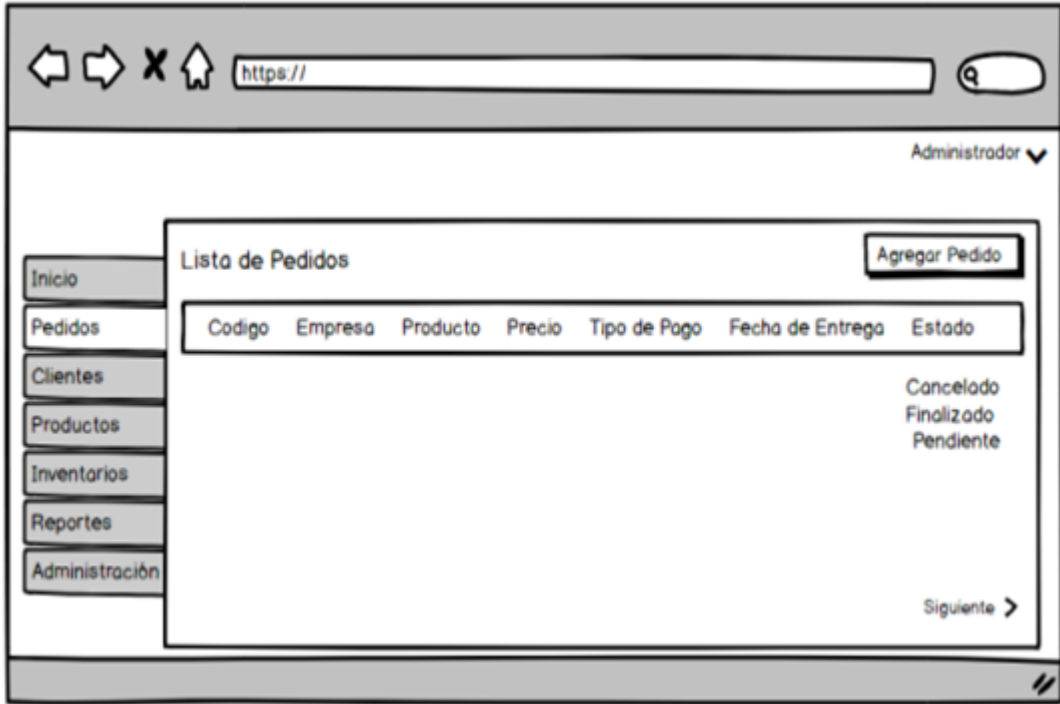 https://
Administrador
Lista de Pedidos
Agregar Pedido
Inicio
Pedidos
Clientes
Productos
Inventarios
Reportes
Administración
Codigo Empresa Producto Precio Tipo de Pago Fecha de Entrega Estado
Cancelado
Finalizado
Pendiente
Siguiente